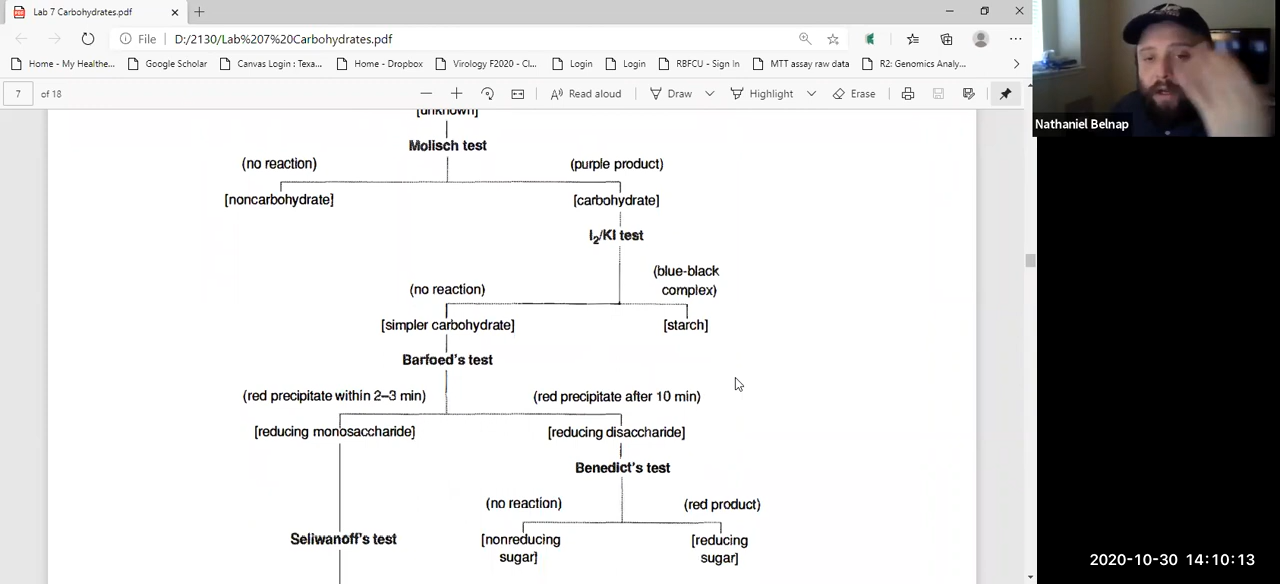 Lab 7 Carbohydrates.pdf
File D:/2130/Lab%207%20Carbohydrates.pdf
Home - My Healthe... Google Scholar Canvas Login : Texa... Home - Dropbox Virology F2020 - Cl... Login Login RBFCU - Sign In MTT assay raw data R2: Genomics Analy...
7 of 18 Read aloud Draw Highlight Erase
Nathaniel Belnap
[unknown]
Molisch test
(no reaction) (purple product)
[noncarbohydrate] [carbohydrate]
I₂/KI test
(blue-black
(no reaction) complex)
[simpler carbohydrate] [starch]
Barfoed's test
(red precipitate within 2–3 min) (red precipitate after 10 min)
[reducing monosaccharide] [reducing disaccharide]
Benedict's test
(no reaction) (red product)
Seliwanoff's test [nonreducing [reducing
sugar] sugar]
2020-10-30 14:10:13